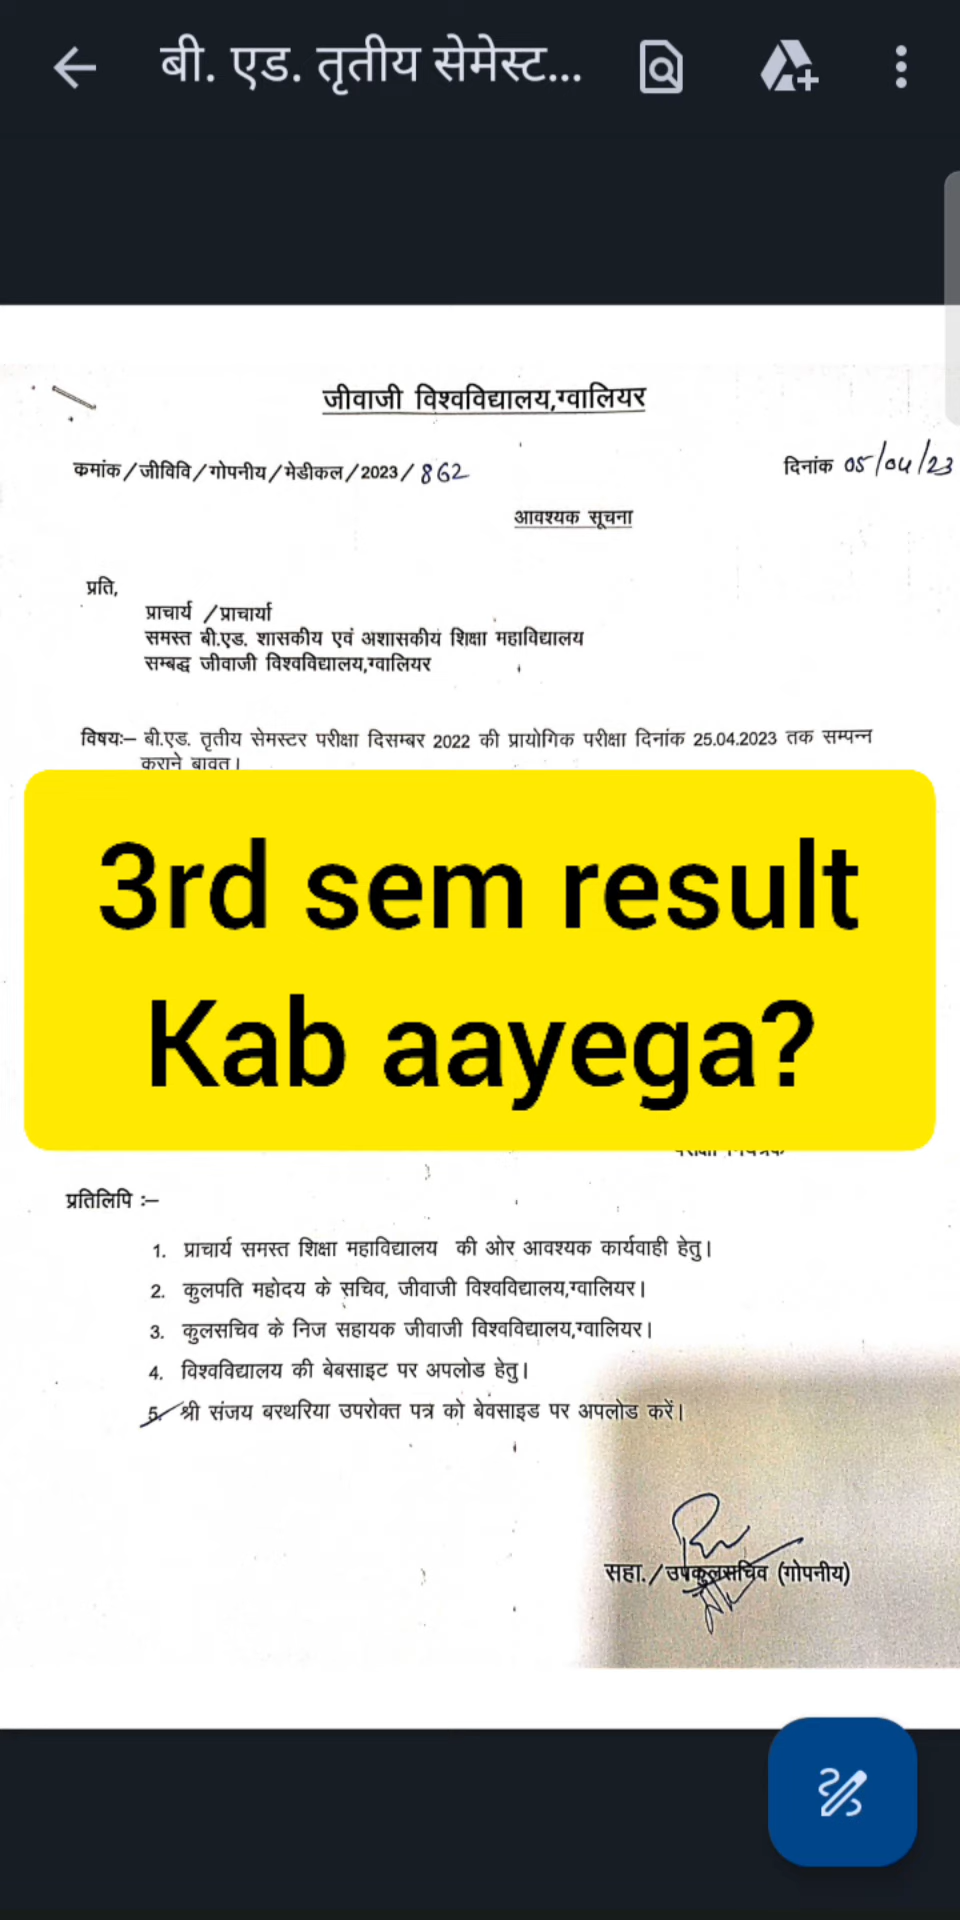 बी. एड. तृतीय सेमेस्ट...
जीवाजी विश्वविद्यालय,ग्वालियर
कमांक/जीविवि/गोपनीय/मेडीकल/2023/862
दिनांक 05/04/23
आवश्यक सूचना
प्रति,
प्राचार्य /प्राचार्या
समस्त बी.एड. शासकीय एवं अशासकीय शिक्षा महाविद्यालय
सम्बद्ध जीवाजी विश्वविद्यालय,ग्वालियर
विषयः– बी.एड. तृतीय सेमस्टर परीक्षा दिसम्बर 2022 की प्रायोगिक परीक्षा दिनांक 25.04.2023 तक सम्पन्न
कराने बावत।
3rd sem result
Kab aayega?
प्रतिलिपि :–
1. प्राचार्य समस्त शिक्षा महाविद्यालय की ओर आवश्यक कार्यवाही हेतु।
2. कुलपति महोदय के सचिव, जीवाजी विश्वविद्यालय,ग्वालियर।
3. कुलसचिव के निज सहायक जीवाजी विश्वविद्यालय,ग्वालियर।
4. विश्वविद्यालय की बेबसाइट पर अपलोड हेतु।
5. श्री संजय बरथरिया उपरोक्त पत्र को बेवसाइड पर अपलोड करें।
सहा./उपकुलसचिव (गोपनीय)